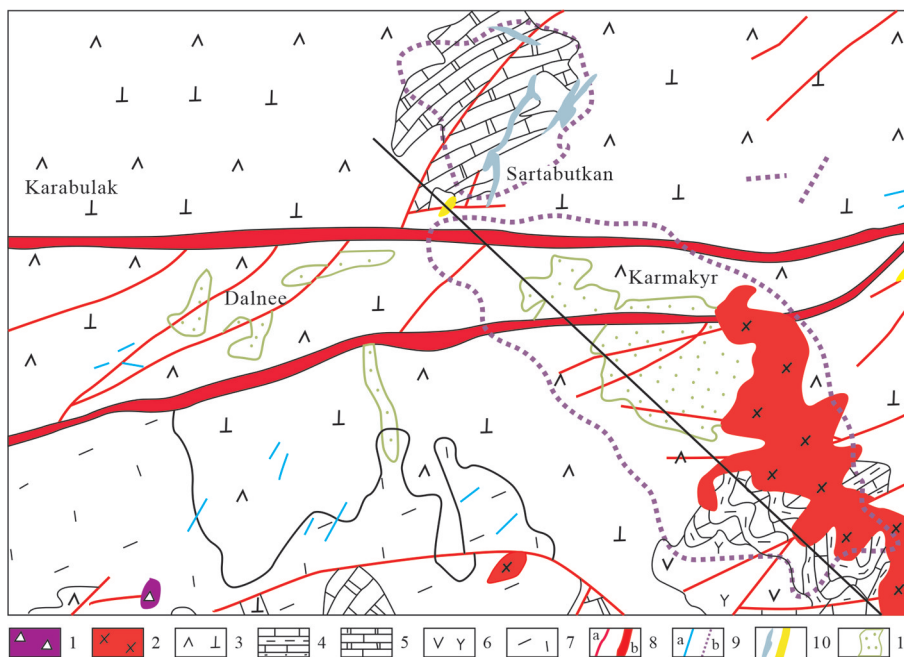 Sartabutkan
Karabulak
Karmakyr
Dalnee
1 2 3 4 5 6 7 a b 8 a b 9 10 1